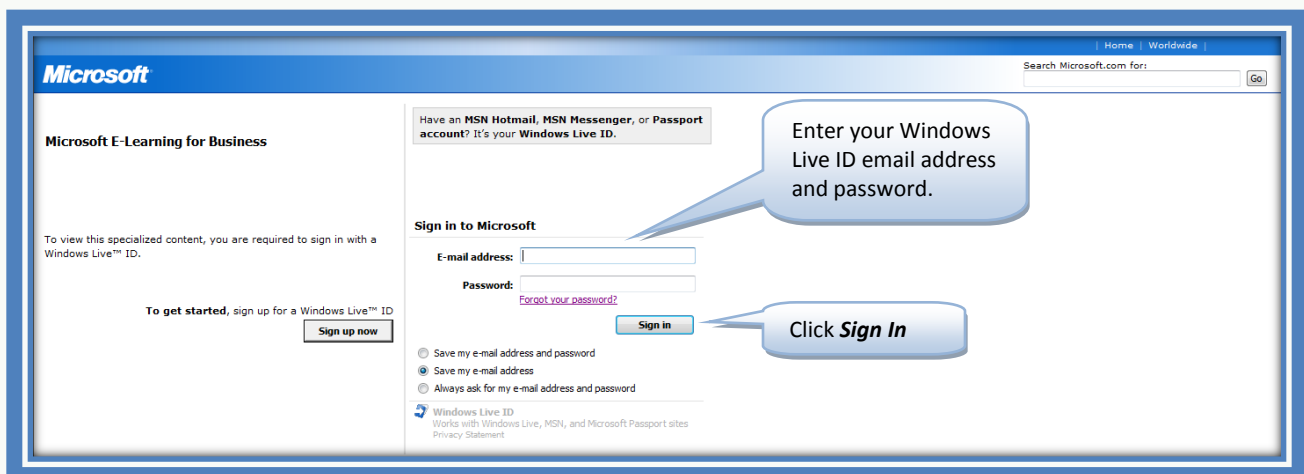 | Home | Worldwide |
Microsoft
Search Microsoft.com for:
Go
Microsoft E-Learning for Business
To view this specialized content, you are required to sign in with a
Windows Live™ ID.
To get started, sign up for a Windows Live™ ID
Sign up now
Have an MSN Hotmail, MSN Messenger, or Passport
account? It's your Windows Live ID.
Sign in to Microsoft
E-mail address:
Password:
Forgot your password?
Sign in
Save my e-mail address and password
Save my e-mail address
Always ask for my e-mail address and password
Windows Live ID
Works with Windows Live, MSN, and Microsoft Passport sites
Privacy Statement
Enter your Windows
Live ID email address
and password.
Click Sign In